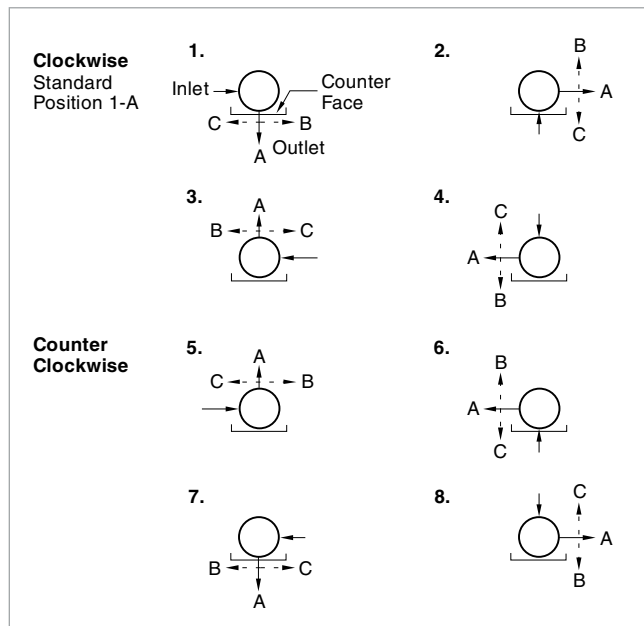 Clockwise
Standard
Position 1-A
1.
Inlet
Counter
Face
C
B
A
Outlet
2.
B
A
C
3.
A
B
C
4.
C
A
B
Counter
Clockwise
5.
A
C
B
6.
B
A
C
7.
B
C
A
8.
C
A
B